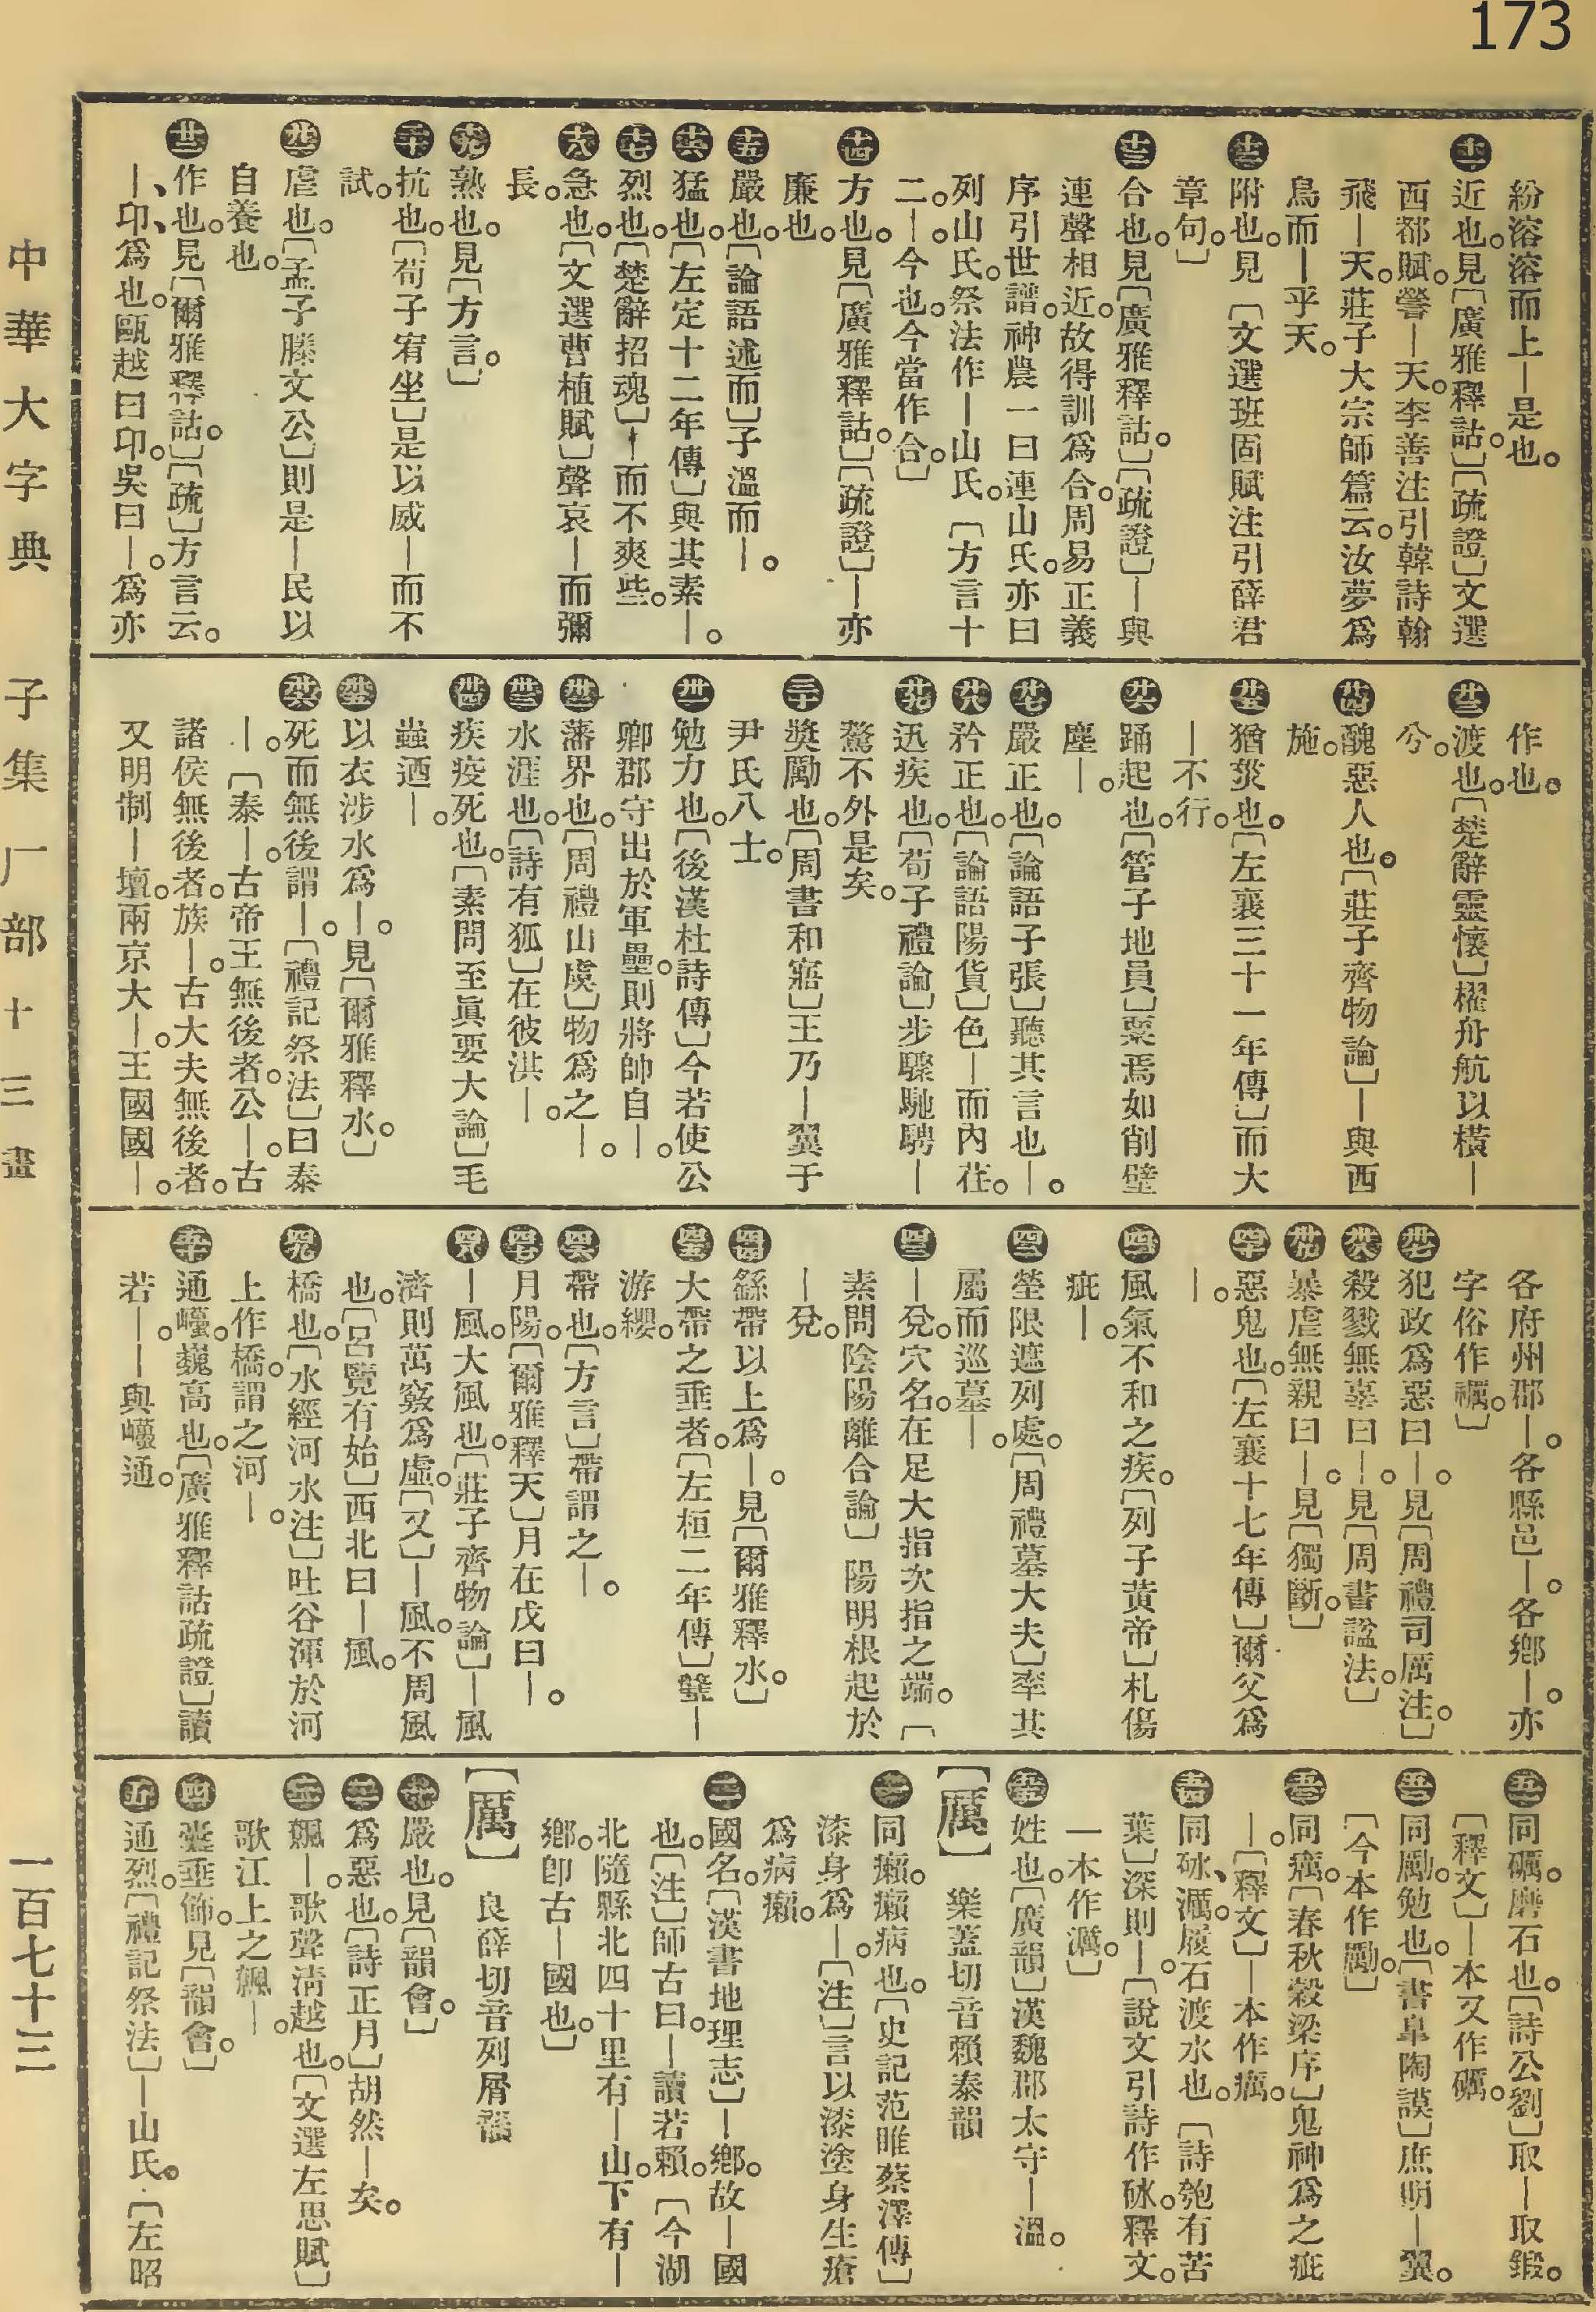 173
紛溶溶而上｜是也。
⑪近也。見〔廣雅釋詁。〕〔疏證〕文選
西都賦。鸒｜天。李善注引韓詩翰
飛｜天。莊子大宗師篇云。汝夢爲
鳥而｜乎天。
⑫附也。見〔文選班固賦注引薛君
章句。〕
⑬合也。見〔廣雅釋詁。〕〔疏證〕｜與
連聲相近。故得訓爲合。周易正義
序引世譜。神農一曰連山氏。亦曰
列山氏。祭法作｜山氏。〔方言十
二。｜。今也。今當作合。〕
⑭方也。見〔廣雅釋詁。〕〔疏證〕｜亦
廉也。
⑮嚴也。〔論語述而〕子溫而｜。
⑯猛也。〔左定十二年傳〕與其素｜。
⑰烈也。〔楚辭招魂〕｜而不爽些。
⑱急也。〔文選曹植賦〕聲哀｜而彌
長。
⑲熟也。見〔方言。〕
⑳抗也。〔荀子宥坐〕是以威｜而不
試。
㉑虐也。〔孟子滕文公〕則是｜民以
自養也。
㉒作也。見〔爾雅釋詁。〕〔疏〕方言云。
｜、卬、爲也。甌越曰卬。吳曰｜。爲亦
作也。
㉓渡也。〔楚辭靈懷〕櫂舟航以橫｜
兮。
㉔醜惡人也。〔莊子齊物論〕｜與西
施。
㉕猶災也。〔左襄三十一年傳〕而大
｜不行。
㉖踊起也。〔管子地員〕粟焉如削壁
塵｜。
㉗嚴正也。〔論語子張〕聽其言也｜。
㉘矜正也。〔論語陽貨〕色｜而內荏。
㉙迅疾也。〔荀子禮論〕步驟馳騁｜
騖不外是矣。
㉚奬勵也。〔周書和寤〕王乃｜翼于
尹氏八士。
㉛勉力也。〔後漢杜詩傳〕今若使公
卿郡守出於軍壘。則將帥自｜。
㉜藩界也。〔周禮山虞〕物爲之｜。
㉝水涯也。〔詩有狐〕在彼淇｜。
㉞疾疫死也。〔素問至眞要大論〕毛
蟲迺｜。
㉟以衣涉水爲｜。見〔爾雅釋水。〕
㊱死而無後謂｜。〔禮記祭法〕曰泰
｜。〔泰｜。古帝王無後者。公｜。古
諸侯無後者。族｜。古大夫無後者。
又明制｜壇。兩京大｜。王國國｜。
各府州郡｜。各縣邑｜。各鄉｜。亦
字俗作禲。〕
㊲犯政爲惡曰｜。見〔周禮司厲注。〕
㊳殺戮無辜曰｜。見〔周書諡法。〕
㊴暴虐無親曰｜。見〔獨斷。〕
㊵惡鬼也。〔左襄十七年傳〕爾父爲
｜。
㊶風氣不和之疾。〔列子黃帝〕札傷
疵｜。
㊷塋限遮列處。〔周禮墓大夫〕率其
屬而巡墓｜。
㊸｜兌。穴名。在足大指次指之端。〔
素問陰陽離合論〕陽明根起於
｜兌。
㊹繇帶以上爲｜。見〔爾雅釋水。〕
㊺大帶之垂者。〔左桓二年傳〕鞶｜
游纓。
㊻帶也。〔方言〕帶謂之｜。
㊼月陽。〔爾雅釋天〕月在戊曰｜。
㊽｜風。大風也。〔莊子齊物論〕｜風
濟則萬竅爲虛。〔又〕｜風。不周風
也。〔呂覽有始〕西北曰｜風。
㊾橋也。〔水經河水注〕吐谷渾於河
上作橋。謂之河｜。
㊿通𡿋。巍高也。〔廣雅釋詁疏證〕讀
若｜。｜與𡿋通。
五一同礪。磨石也。〔詩公劉〕取｜取鍛。
〔釋文〕｜本又作礪。
五二同勵。勉也。〔書皐陶謨〕庶明｜翼。
〔今本作勵。〕
五三同癘。〔春秋穀梁序〕鬼神爲之疵
｜。〔釋文〕｜本作癘。
五四同砅、濿。履石渡水也。〔詩匏有苦
葉〕深則｜。〔說文引詩作砅。釋文。
一本作濿。〕
五五姓也。〔廣韻〕漢魏郡太守｜溫。
【厲】 樂蓋切音賴泰韻
㊀同癩。癩病也。〔史記范睢蔡澤傳〕
漆身爲｜。〔注〕言以漆塗身生瘡
爲病癩。
㊁國名。〔漢書地理志〕｜鄉。故｜國
也。〔注〕師古曰。｜讀若賴。〔今湖
北隨縣北四十里有｜山。下有｜
鄉。卽古｜國也。〕
【厲】 良薛切音列屑韻
㊀嚴也。見〔韻會。〕
㊁爲惡也。〔詩正月〕胡然｜矣。
㊂飆｜歌聲淸越也。〔文選左思賦〕
歌江上之飆｜。
㊃鞶垂飾。見〔韻會。〕
㊄通烈。〔禮記祭法〕｜山氏。〔左昭
中華大字典 子集 厂部 十三畫 一百七十三